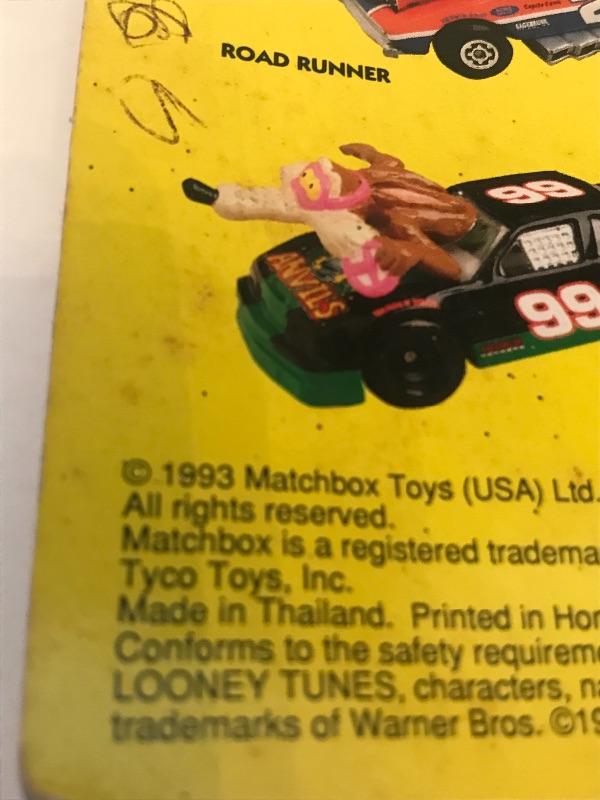 ROAD RUNNER
99
ANVILS
99
© 1993 Matchbox Toys (USA) Ltd.
All rights reserved.
Matchbox is a registered tradema
Tyco Toys, Inc.
Made in Thailand. Printed in Hon
Conforms to the safety requirem
LOONEY TUNES, characters, na
trademarks of Warner Bros. ©19